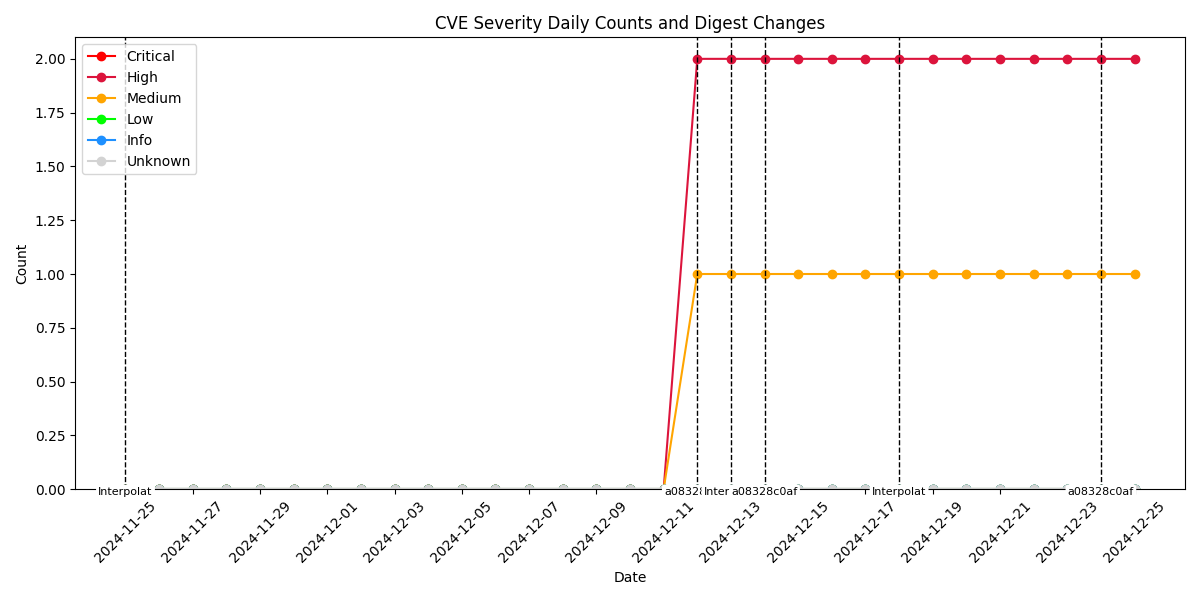 CVE Severity Daily Counts and Digest Changes
Critical
High
Medium
Low
Info
Unknown
2.00
1.75
1.50
1.25
1.00
0.75
0.50
0.25
0.00
Count
Interpolat
a0832
Inter
a08328c0af
Interpolat
a08328c0af
2024-11-25
2024-11-27
2024-11-29
2024-12-01
2024-12-03
2024-12-05
2024-12-07
2024-12-09
2024-12-11
2024-12-13
2024-12-15
2024-12-17
2024-12-19
2024-12-21
2024-12-23
2024-12-25
Date